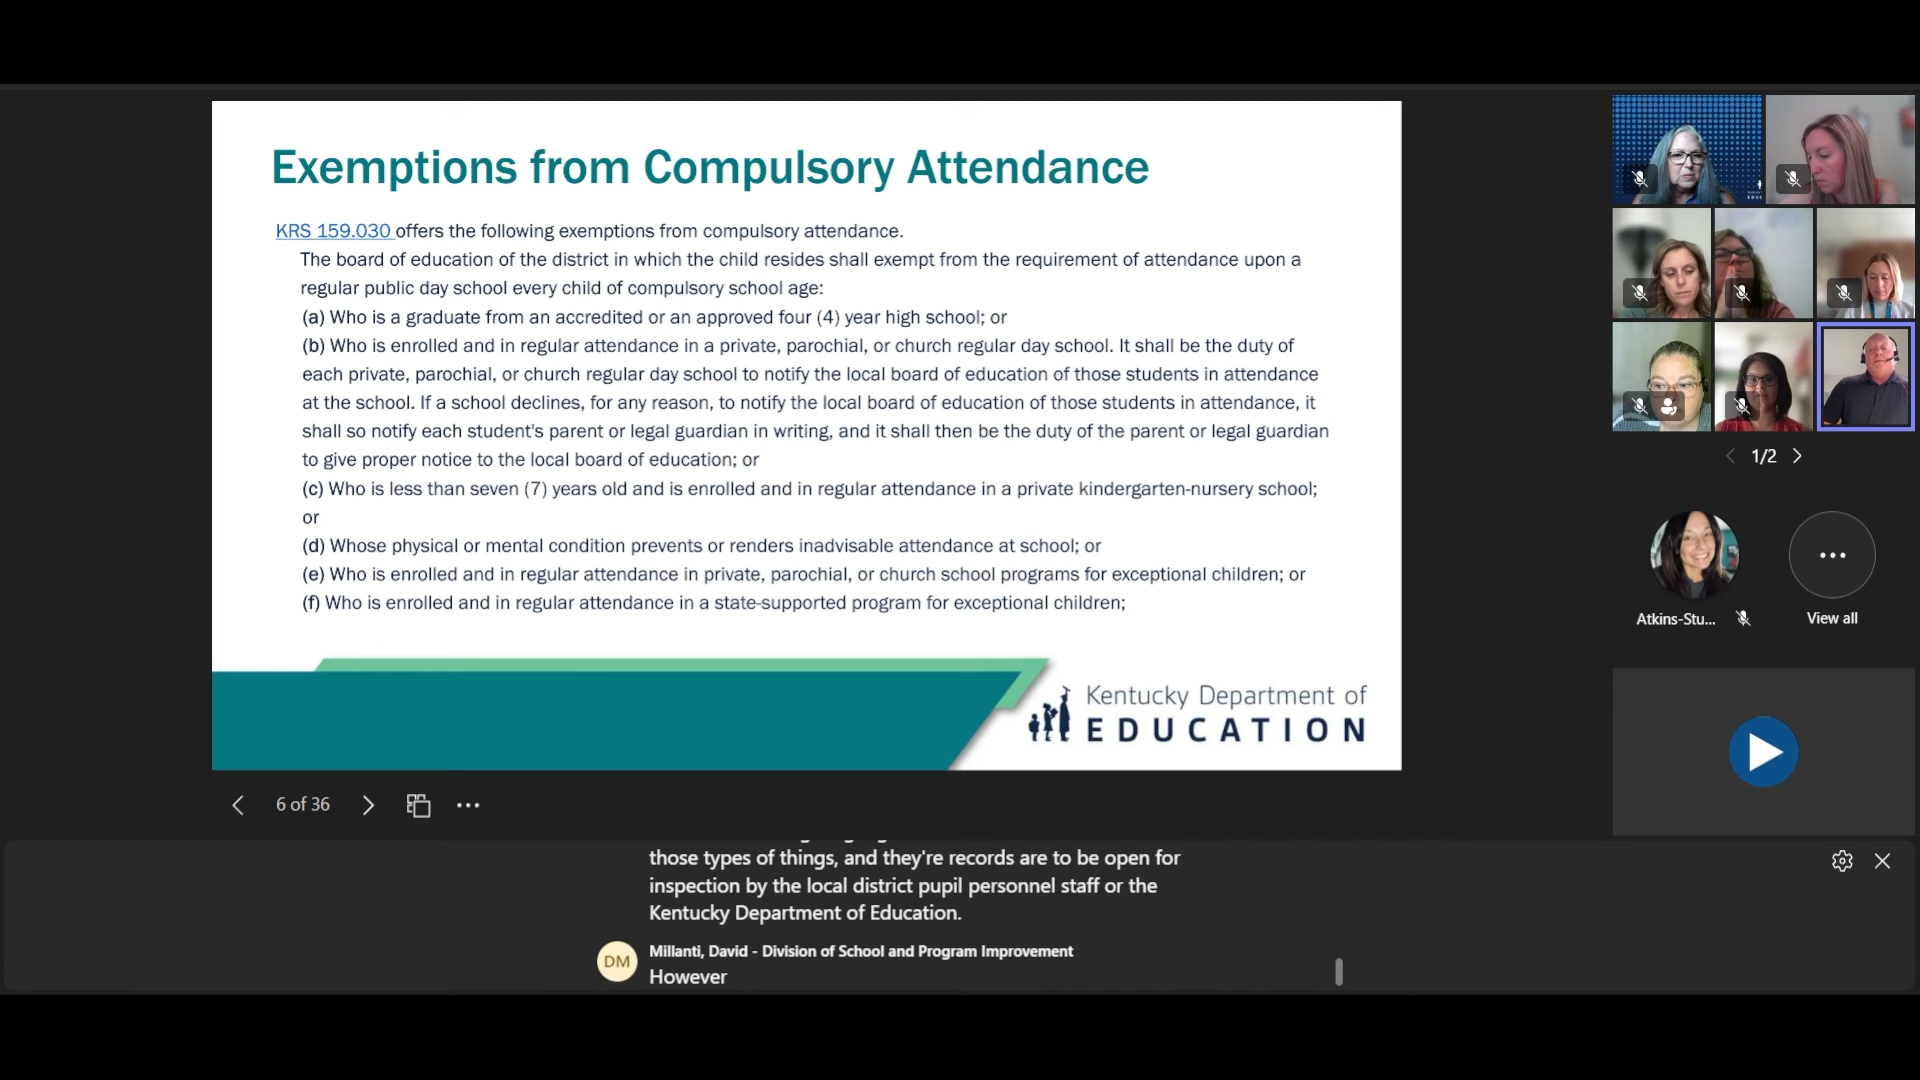 Exemptions from Compulsory Attendance
KRS 159.030 offers the following exemptions from compulsory attendance.
The board of education of the district in which the child resides shall exempt from the requirement of attendance upon a
regular public day school every child of compulsory school age:
(a) Who is a graduate from an accredited or an approved four (4) year high school; or
(b) Who is enrolled and in regular attendance in a private, parochial, or church regular day school. It shall be the duty of
each private, parochial, or church regular day school to notify the local board of education of those students in attendance
at the school. If a school declines, for any reason, to notify the local board of education of those students in attendance, it
shall so notify each student's parent or legal guardian in writing, and it shall then be the duty of the parent or legal guardian
to give proper notice to the local board of education; or
(c) Who is less than seven (7) years old and is enrolled and in regular attendance in a private kindergarten-nursery school;
or
(d) Whose physical or mental condition prevents or renders inadvisable attendance at school; or
(e) Who is enrolled and in regular attendance in private, parochial, or church school programs for exceptional children; or
(f) Who is enrolled and in regular attendance in a state-supported program for exceptional children;
Kentucky Department of
EDUCATION
6 of 36
1/2
Atkins-Stu...
View all
those types of things, and they're records are to be open for
inspection by the local district pupil personnel staff or the
Kentucky Department of Education.
DM
Millanti, David - Division of School and Program Improvement
However